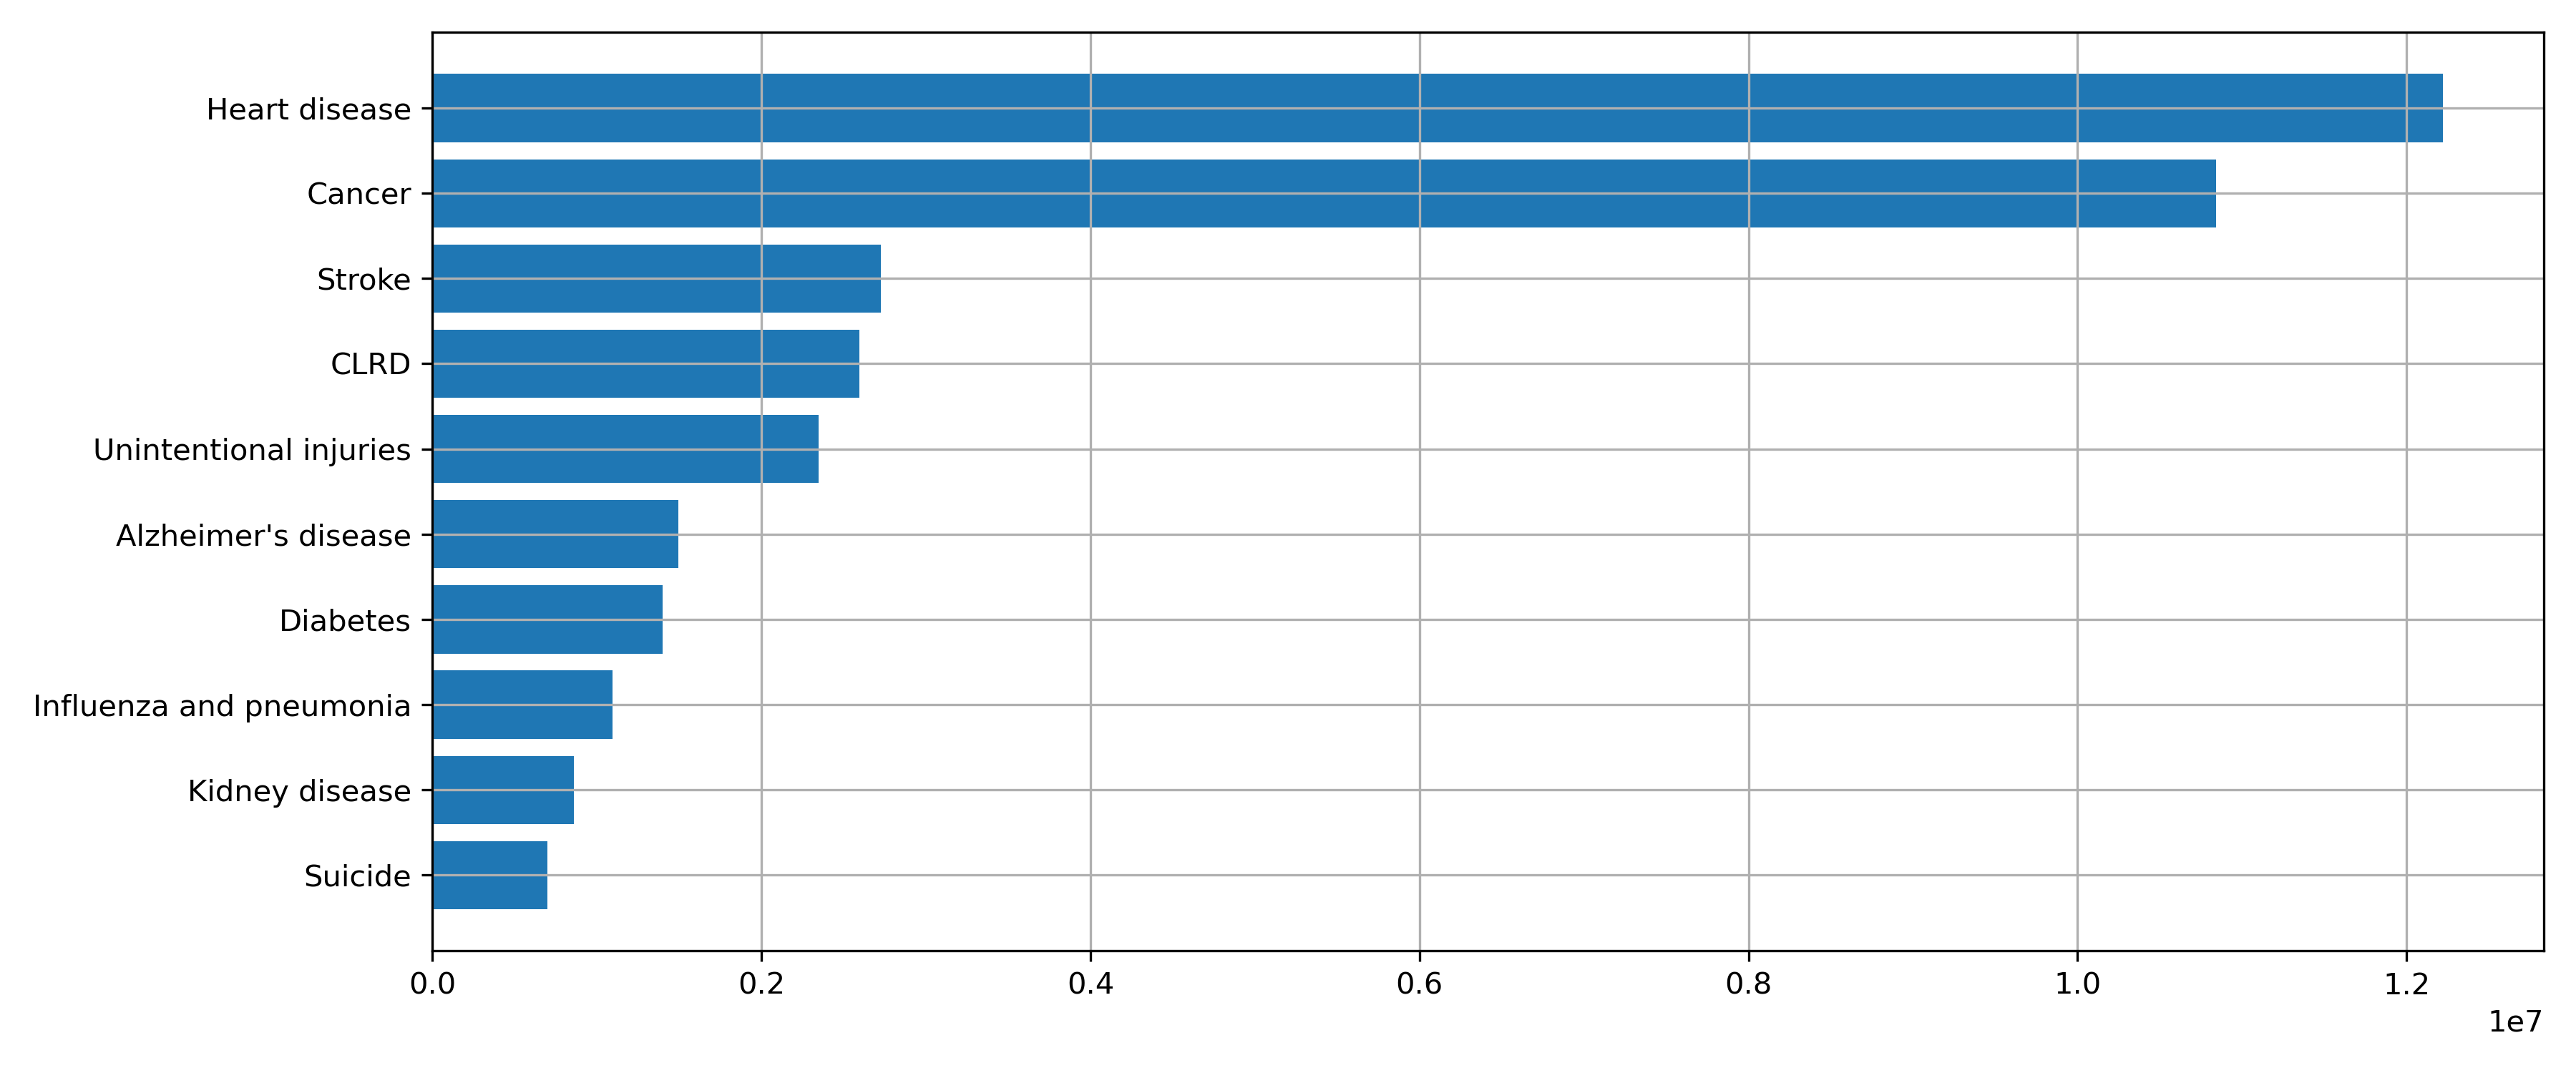 Heart disease
Cancer
Stroke
CLRD
Unintentional injuries
Alzheimer's disease
Diabetes
Influenza and pneumonia
Kidney disease
Suicide
0.0 0.2 0.4 0.6 0.8 1.0 1.2
1e7